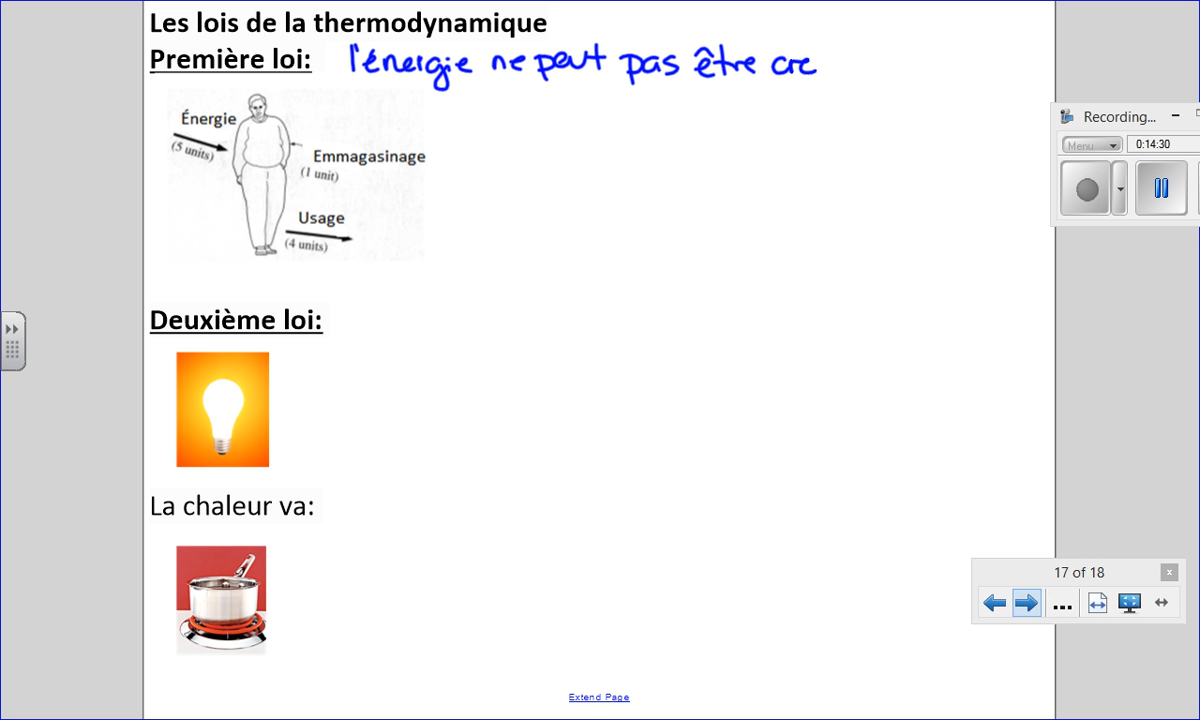 Les lois de la thermodynamique
Première loi: l'énergie ne peut pas être cre
Énergie
(5 units)
Emmagasinage
(1 unit)
Usage
(4 units)
Recording...
Menu
0:14:30
Deuxième loi:
La chaleur va:
17 of 18
x
...
Extend Page